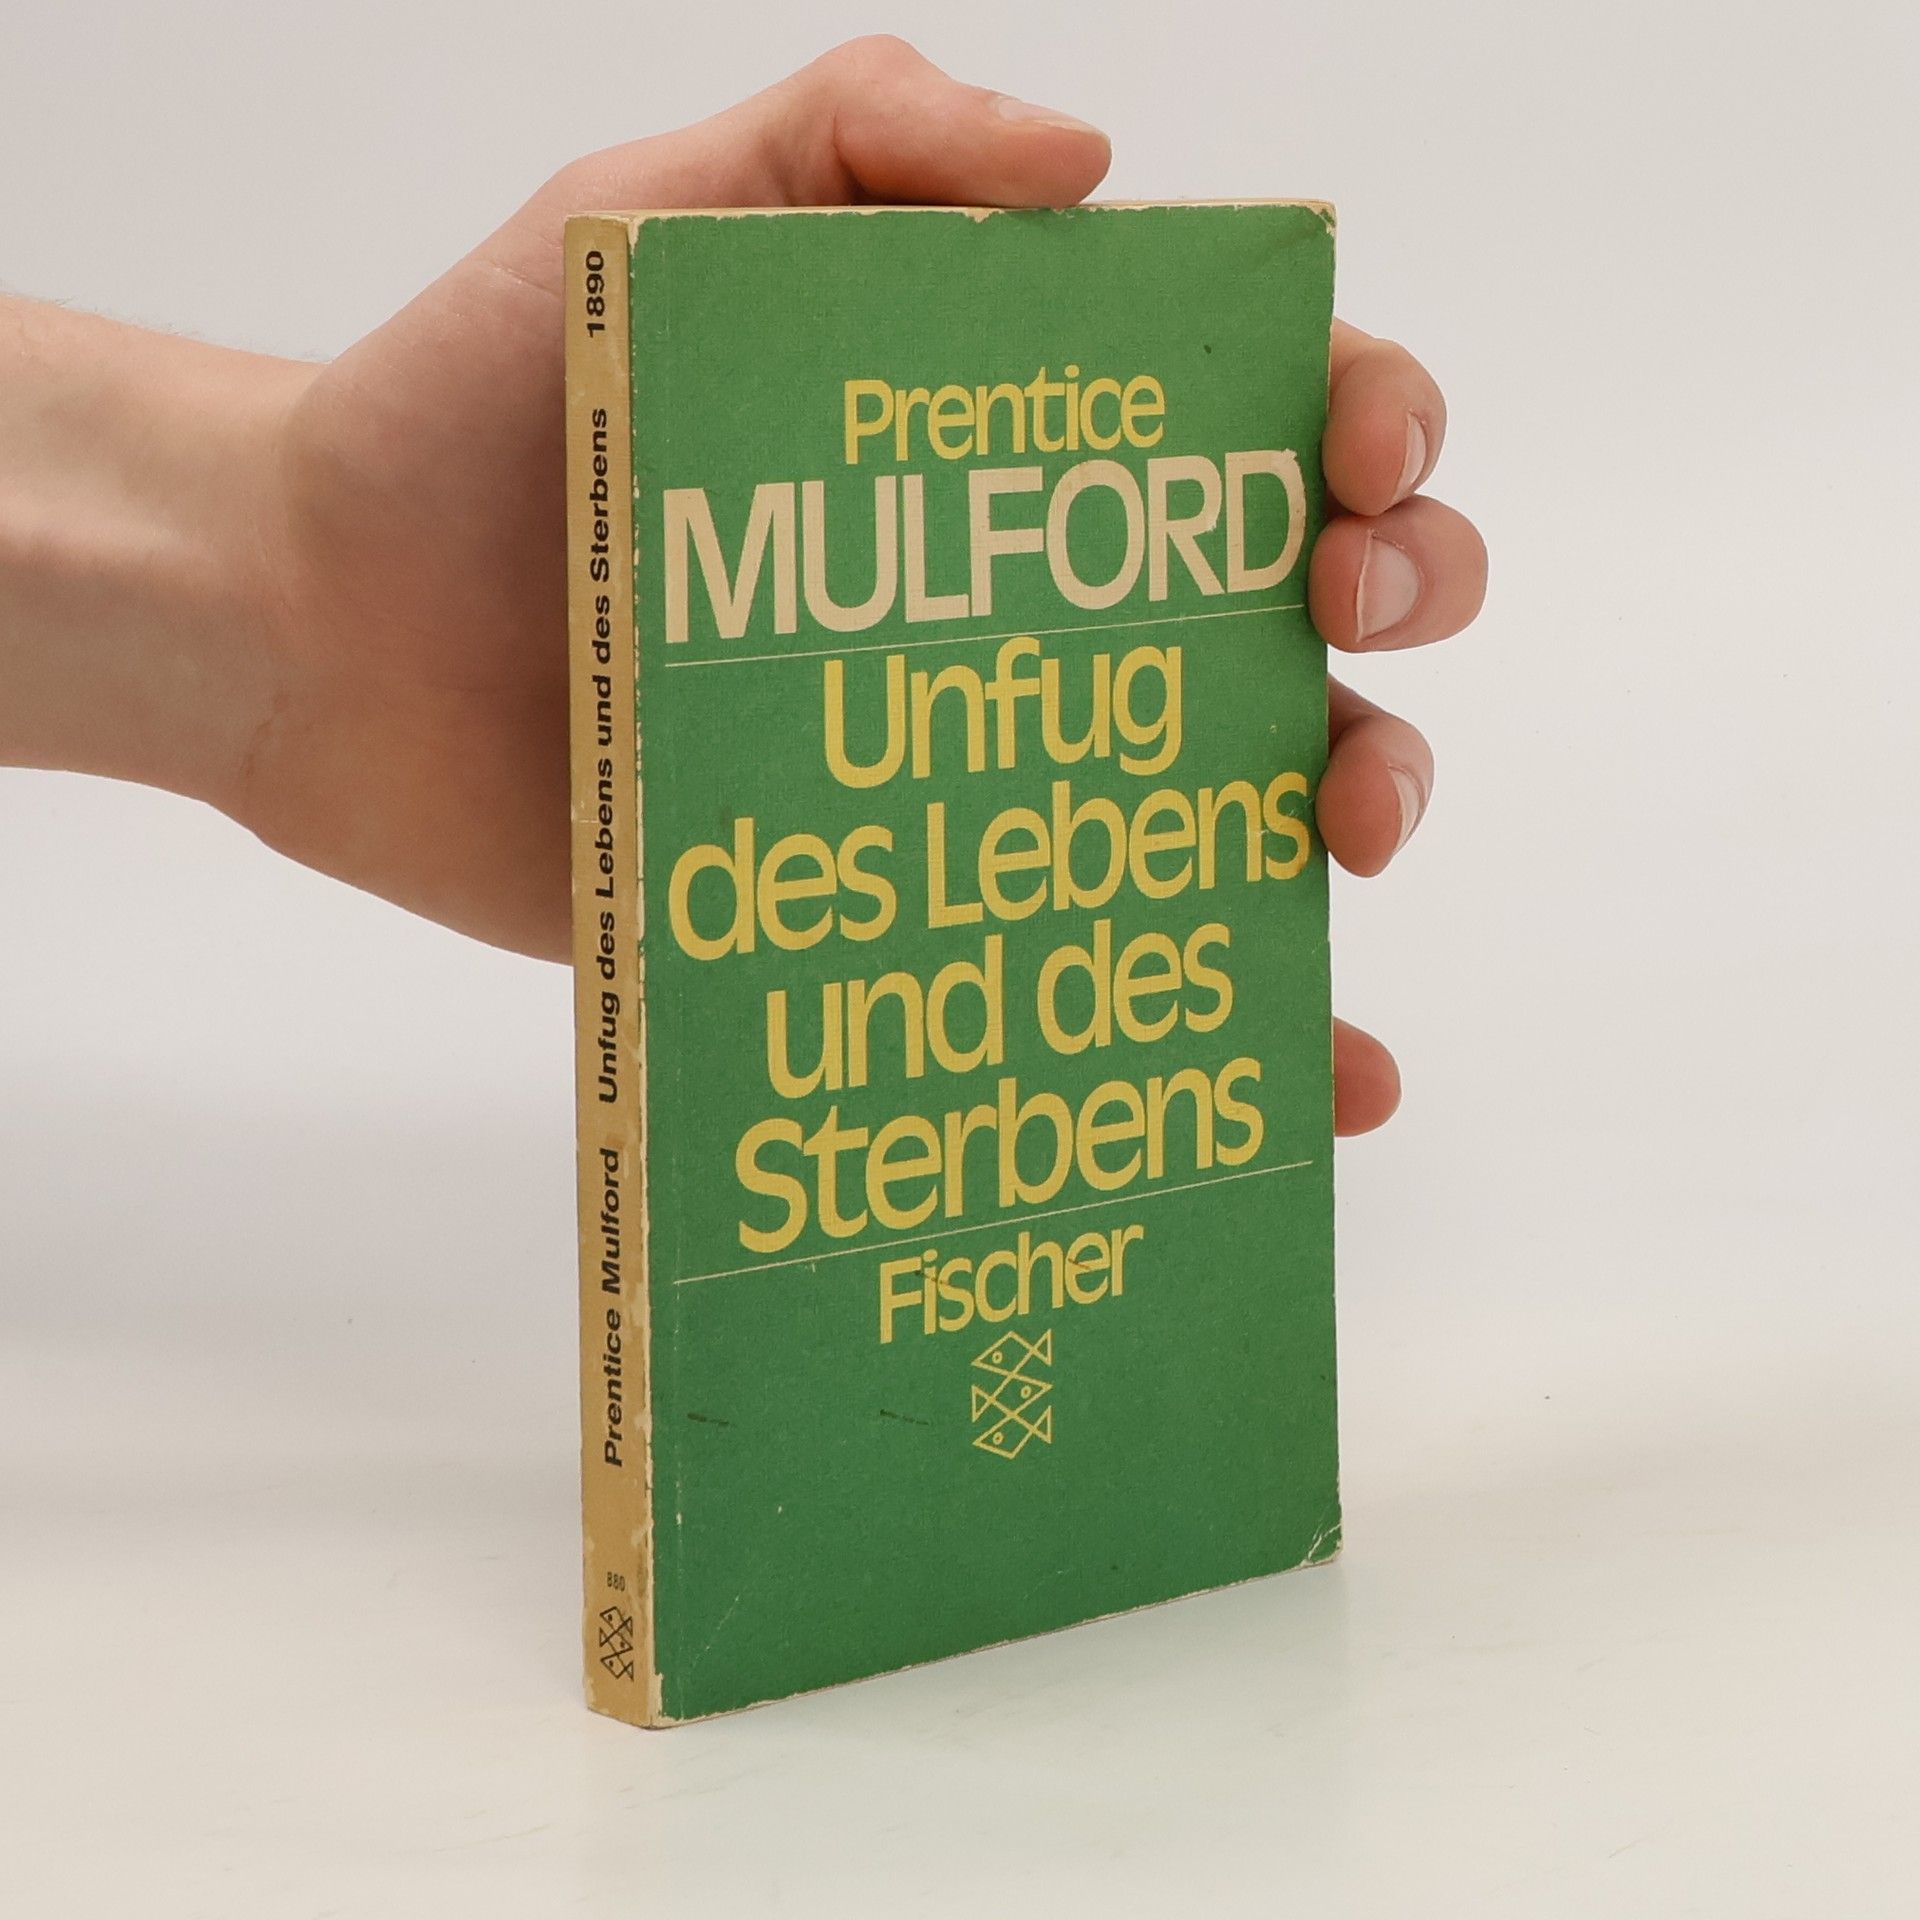 Prentice
MULFORD
Unfug
des Lebens
und des
Sterbens
Fischer
Prentice Mulford Unfug des Lebens und des Sterbens 1890
880